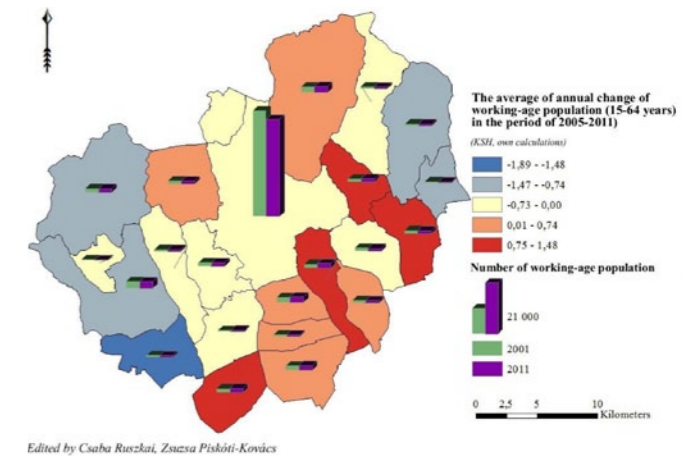 The average of annual change of
working-age population (15-64 years)
in the period of 2005-2011)
(KSH, own calculations)
-1,89 - -1,48
-1,47 - -0,74
-0,73 - 0,00
0,01 - 0,74
0,75 - 1,48
Number of working-age population
21 000
2001
2011
0 2,5 5 10
Kilometers
Edited by Csaba Ruszkai, Zsuzsa Piskóti-Kovács